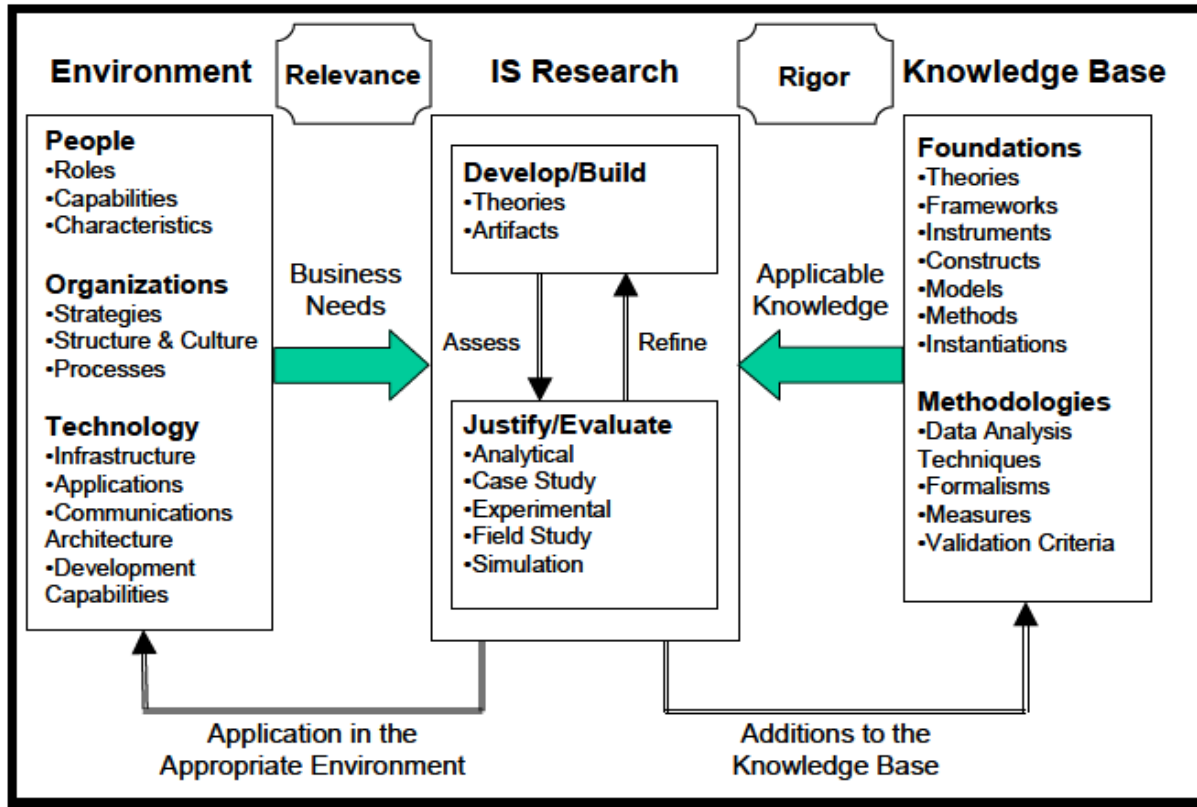 Environment
Relevance
IS Research
Rigor
Knowledge Base
People
•Roles
•Capabilities
•Characteristics
Organizations
•Strategies
•Structure & Culture
•Processes
Technology
•Infrastructure
•Applications
•Communications
Architecture
•Development
Capabilities
Business
Needs
Develop/Build
•Theories
•Artifacts
Assess
Refine
Justify/Evaluate
•Analytical
•Case Study
•Experimental
•Field Study
•Simulation
Applicable
Knowledge
Foundations
•Theories
•Frameworks
•Instruments
•Constructs
•Models
•Methods
•Instantiations
Methodologies
•Data Analysis
Techniques
•Formalisms
•Measures
•Validation Criteria
Application in the
Appropriate Environment
Additions to the
Knowledge Base